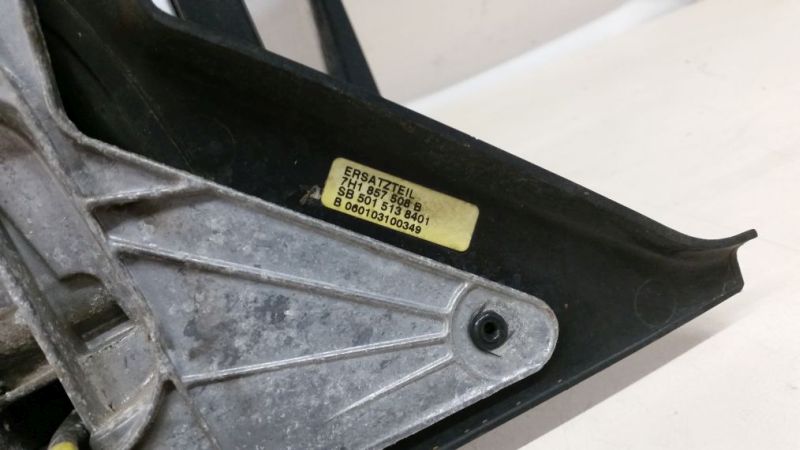 ERSATZTEIL
7H1 857 508 B
SB 501 513 8401
B 060103100349